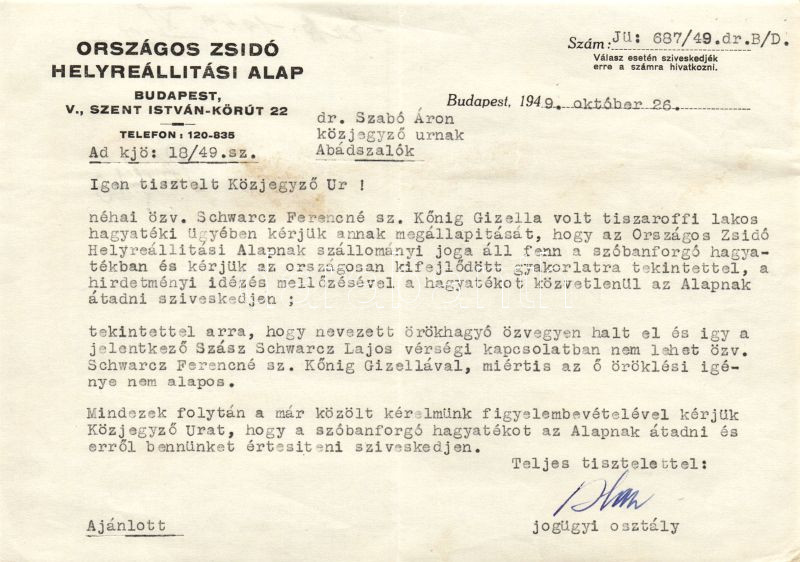 ORSZÁGOS ZSIDÓ
HELYREÁLLITÁSI ALAP
BUDAPEST,
V., SZENT ISTVÁN-KÖRÚT 22
TELEFON: 120-835
Szám: Jü: 687/49.dr.B/D.
Válasz esetén sziveskedjék
erre a számra hivatkozni.
Budapest, 1949. október 26.
dr. Szabó Áron
közjegyző urnak
Abádszalók
Ad kjö: 18/49.sz.
Igen tisztelt Közjegyző Ur !
néhai özv. Schwarcz Ferencné sz. Kőnig Gizella volt tiszaroffi lakos
hagyatéki ügyében kérjük annak megállapitását, hogy az Országos Zsidó
Helyreállitási Alapnak szállományi joga áll fenn a szóbanforgó hagya-
tékban és kérjük az országosan kifejlődött gyakorlatra tekintettel, a
hirdetményi idézés mellőzésével a hagyatékot közvetlenül az Alapnak
átadni sziveskedjen ;
tekintettel arra, hogy nevezett örökhagyó özvegyen halt el és igy a
jelentkező Szász Schwarcz Lajos vérségi kapcsolatban nem lehet özv.
Schwarcz Ferencné sz. Kőnig Gizellával, miértis az ő öröklési igé-
nye nem alapos.
Mindezek folytán a már közölt kérelmünk figyelembevételével kérjük
Közjegyző Urat, hogy a szóbanforgó hagyatékot az Alapnak átadni és
erről bennünket értesiteni sziveskedjen.
Teljes tisztelettel:
jogügyi osztály
Ajánlott